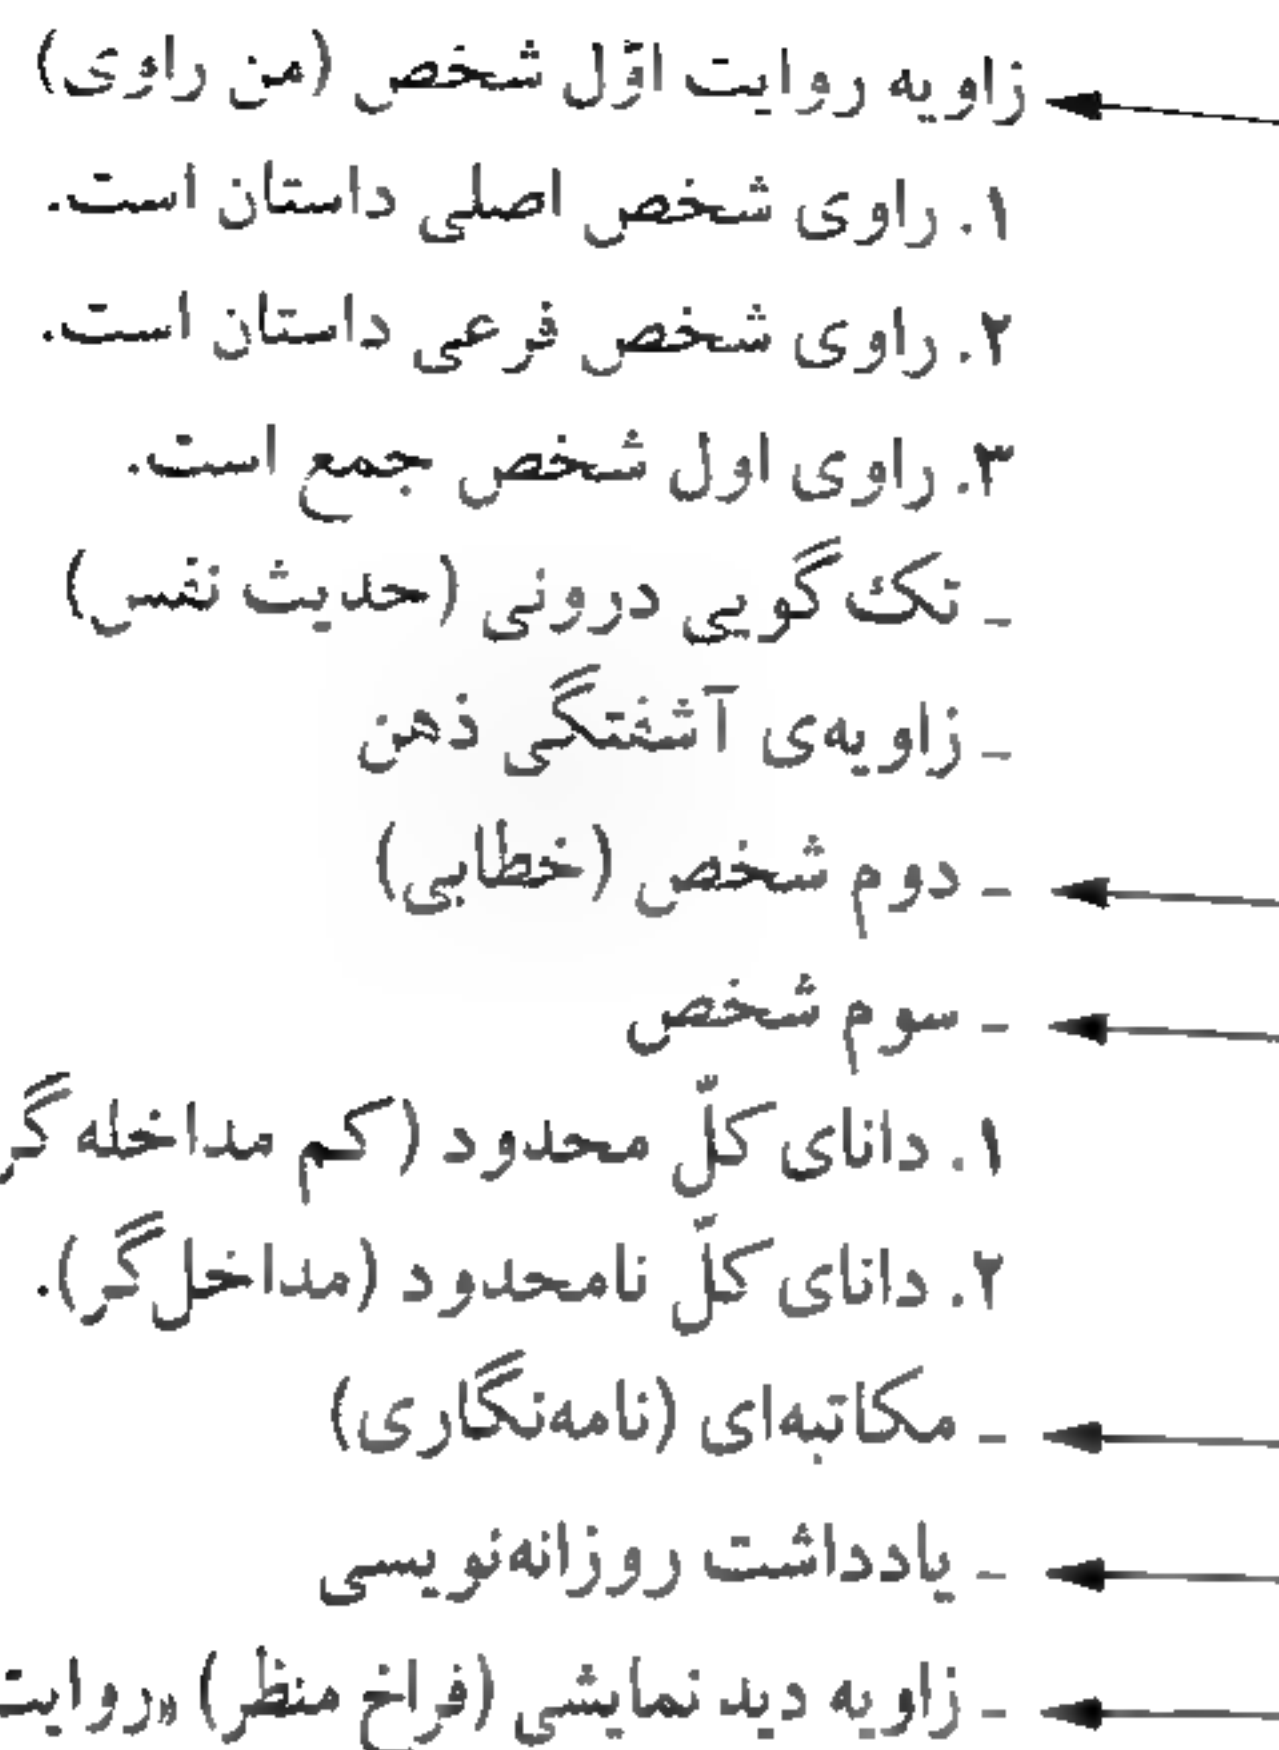 زاویه روایت اوّل شخص (من راوی)
۱. راوی شخص اصلی داستان است.
۲. راوی شخص فرعی داستان است.
۳. راوی اول شخص جمع است.
ـ تک‌گویی درونی (حدیث نفس)
ـ زاویه‌ی آشفتگی ذهن
ـ دوم شخص (خطابی)
ـ سوم شخص
۱. دانای کلّ محدود (کم مداخله‌گر
۲. دانای کلّ نامحدود (مداخل‌گر).
ـ مکاتبه‌ای (نامه‌نگاری)
ـ یادداشت روزانه‌نویسی
ـ زاویه دید نمایشی (فراخ منظر) «روایت